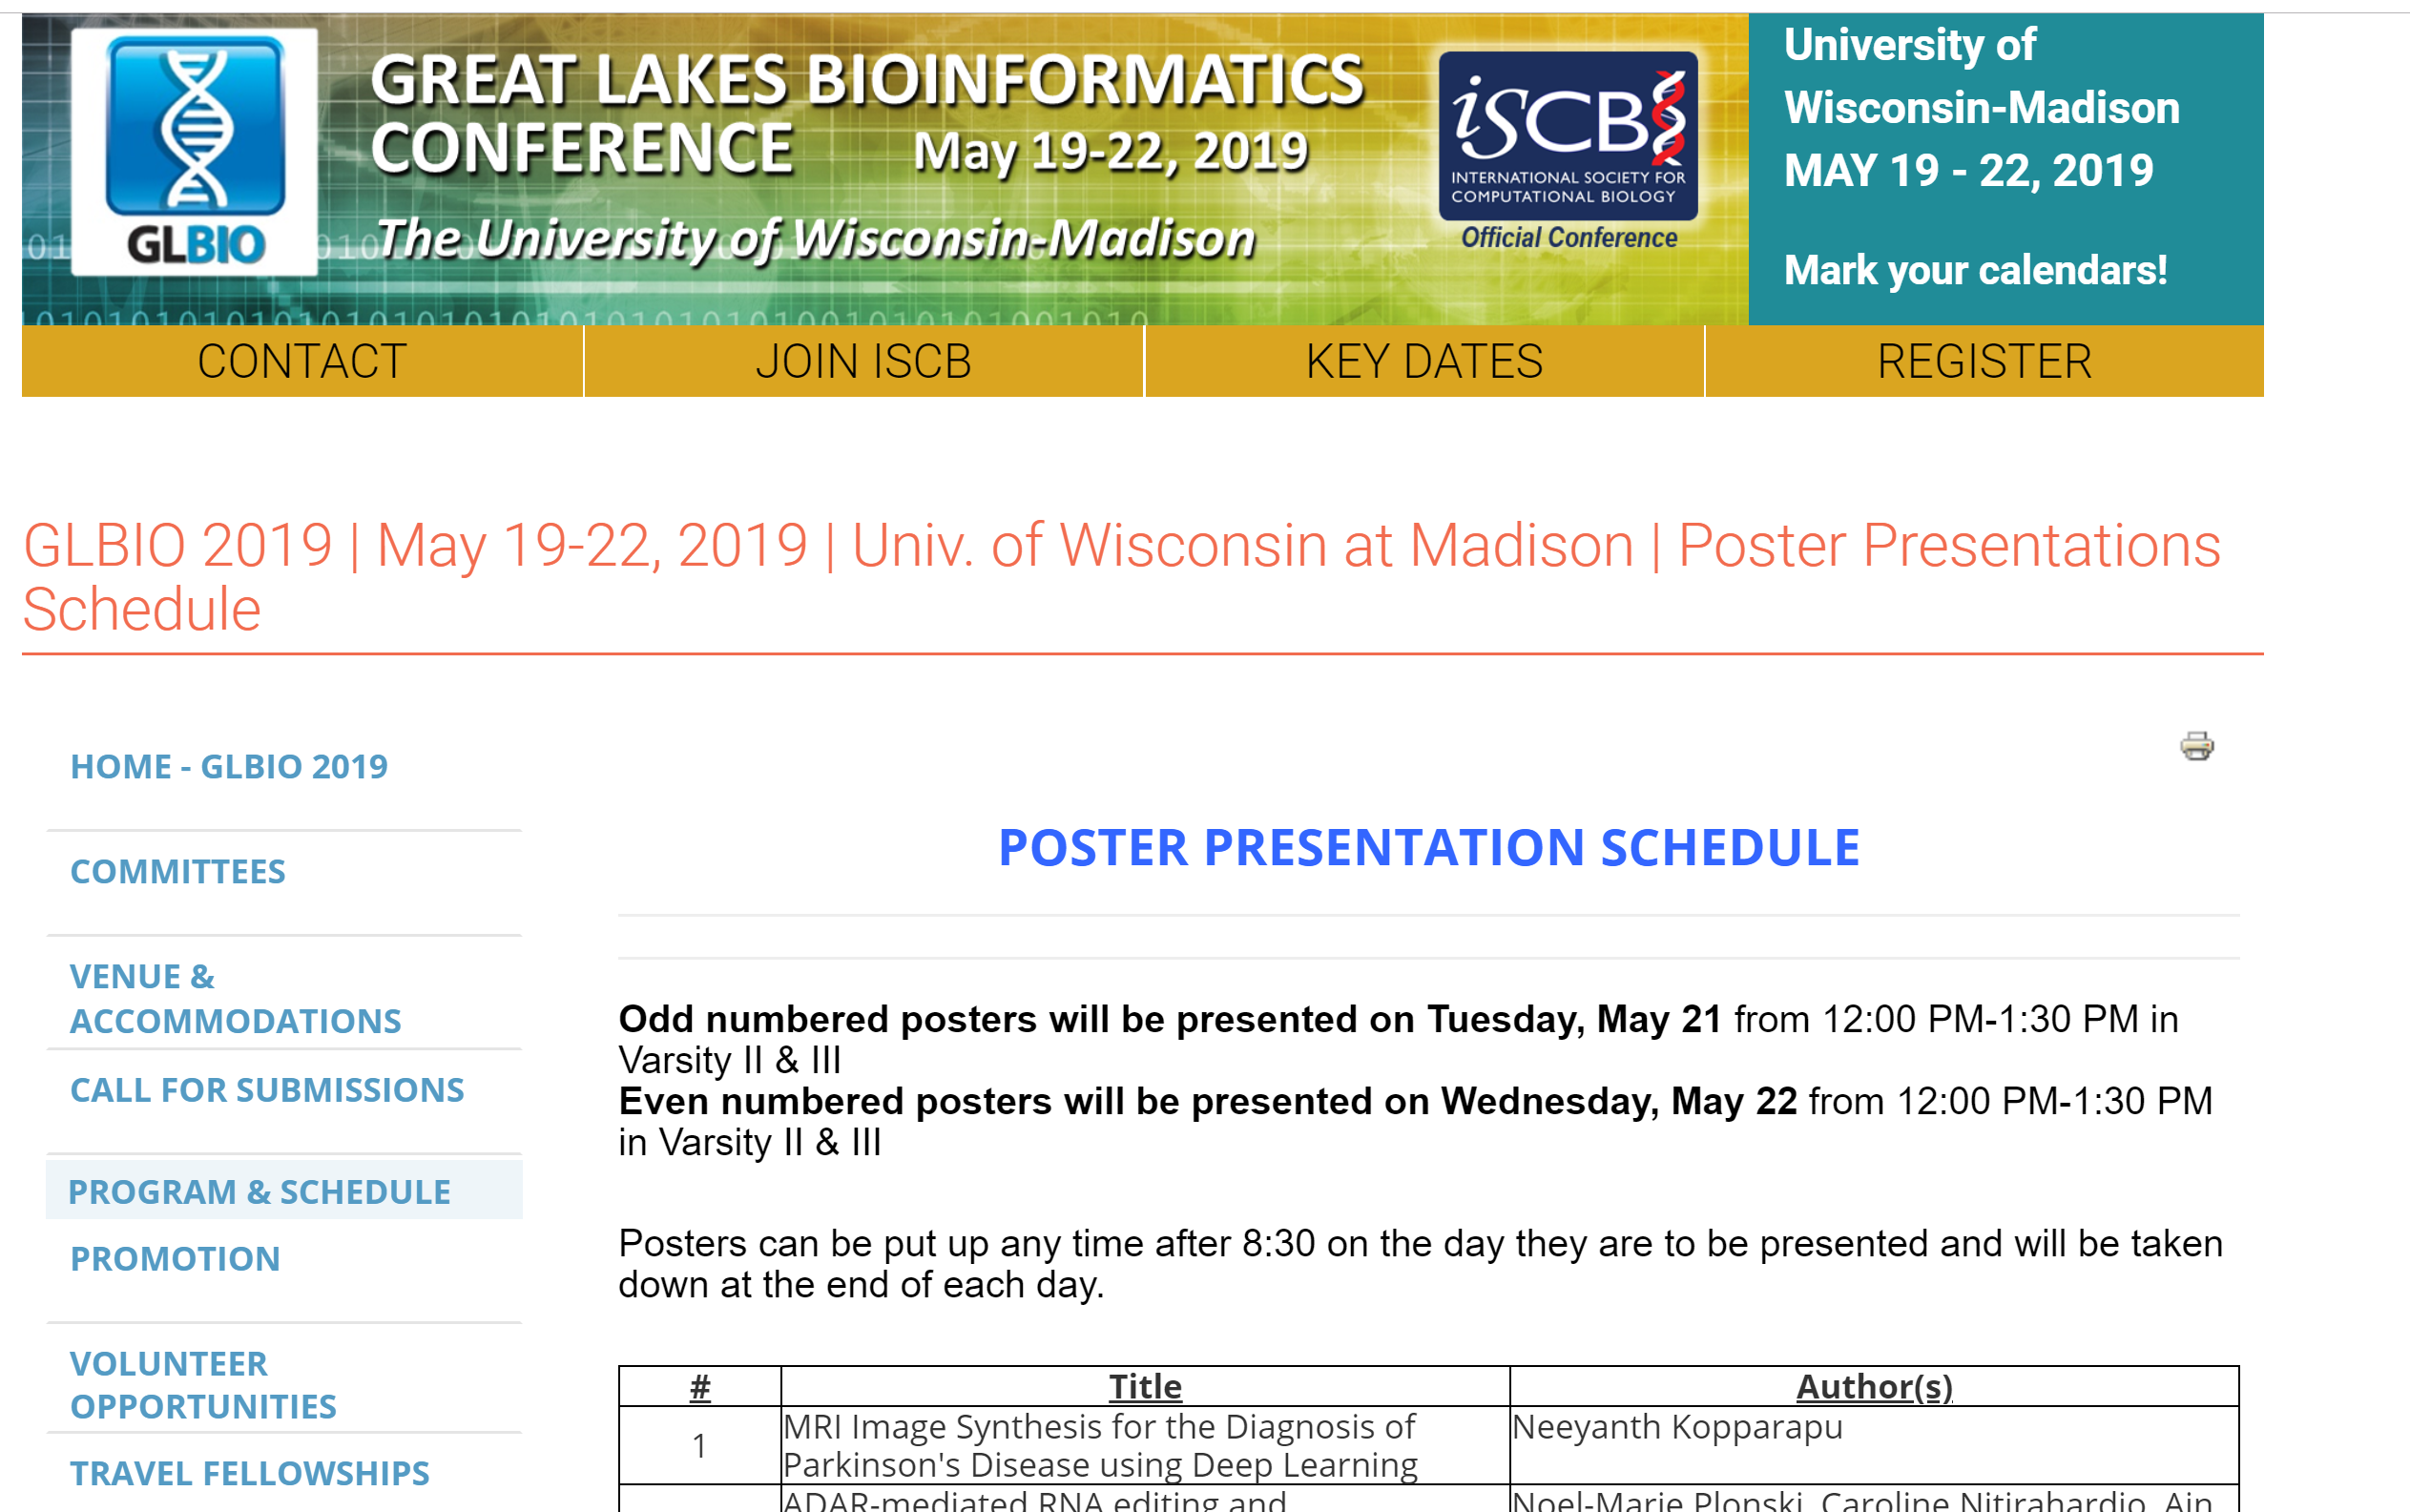 GREAT LAKES BIOINFORMATICS
CONFERENCE May 19-22, 2019
The University of Wisconsin-Madison
GLBIO
iSCB
INTERNATIONAL SOCIETY FOR
COMPUTATIONAL BIOLOGY
Official Conference
University of
Wisconsin-Madison
MAY 19 - 22, 2019
Mark your calendars!
CONTACT
JOIN ISCB
KEY DATES
REGISTER
GLBIO 2019 | May 19-22, 2019 | Univ. of Wisconsin at Madison | Poster Presentations
Schedule
HOME - GLBIO 2019
COMMITTEES
VENUE &
ACCOMMODATIONS
CALL FOR SUBMISSIONS
PROGRAM & SCHEDULE
PROMOTION
VOLUNTEER
OPPORTUNITIES
TRAVEL FELLOWSHIPS
POSTER PRESENTATION SCHEDULE
Odd numbered posters will be presented on Tuesday, May 21 from 12:00 PM-1:30 PM in
Varsity II & III
Even numbered posters will be presented on Wednesday, May 22 from 12:00 PM-1:30 PM
in Varsity II & III
Posters can be put up any time after 8:30 on the day they are to be presented and will be taken
down at the end of each day.
# Title Author(s)
1 MRI Image Synthesis for the Diagnosis of Neeyanth Kopparapu
Parkinson's Disease using Deep Learning
ADAR-mediated RNA editing and Noel-Marie Plonski, Caroline Nitirahardjo, Ajn